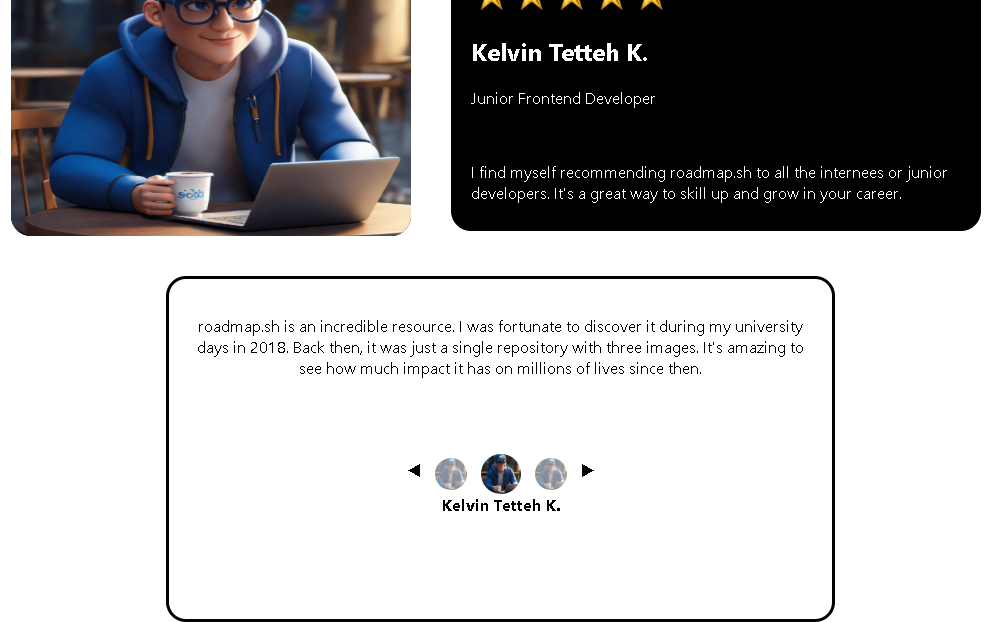 Kelvin Tetteh K.
Junior Frontend Developer
I find myself recommending roadmap.sh to all the internees or junior
developers. It's a great way to skill up and grow in your career.
roadmap.sh is an incredible resource. I was fortunate to discover it during my university
days in 2018. Back then, it was just a single repository with three images. It's amazing to
see how much impact it has on millions of lives since then.
Kelvin Tetteh K.